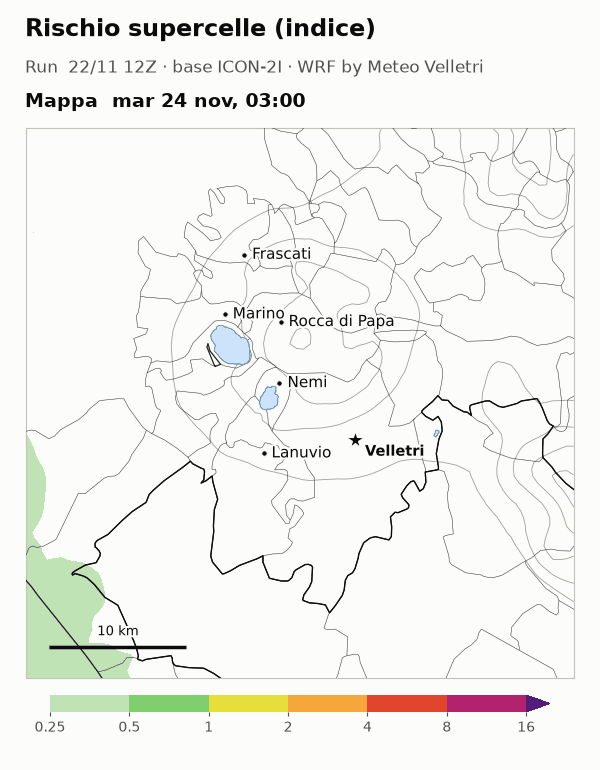 Rischio supercelle (indice)
Run  22/11 12Z · base ICON-2I · WRF by Meteo Velletri
Mappa  mar 24 nov, 03:00
Frascati
Marino
Rocca di Papa
Nemi
Velletri
Lanuvio
10 km
0.25 0.5 1 2 4 8 16